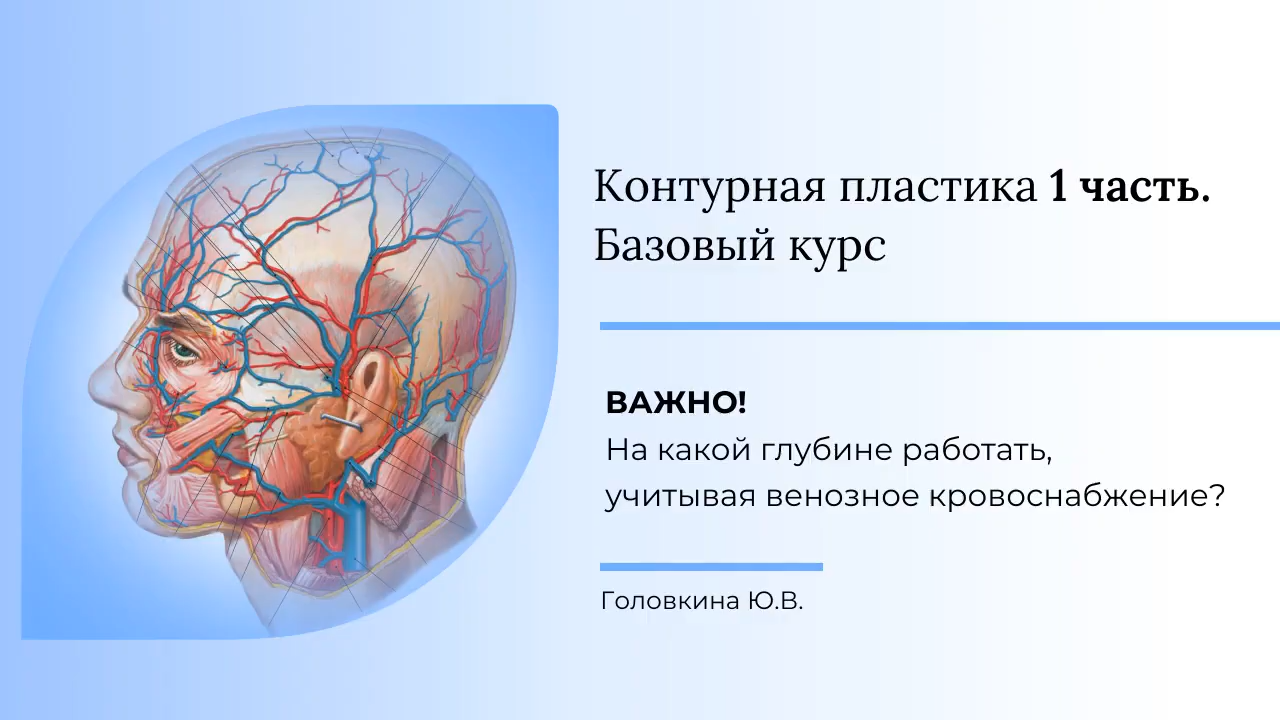 Контурная пластика 1 часть.
Базовый курс
ВАЖНО!
На какой глубине работать,
учитывая венозное кровоснабжение?
Головкина Ю.В.